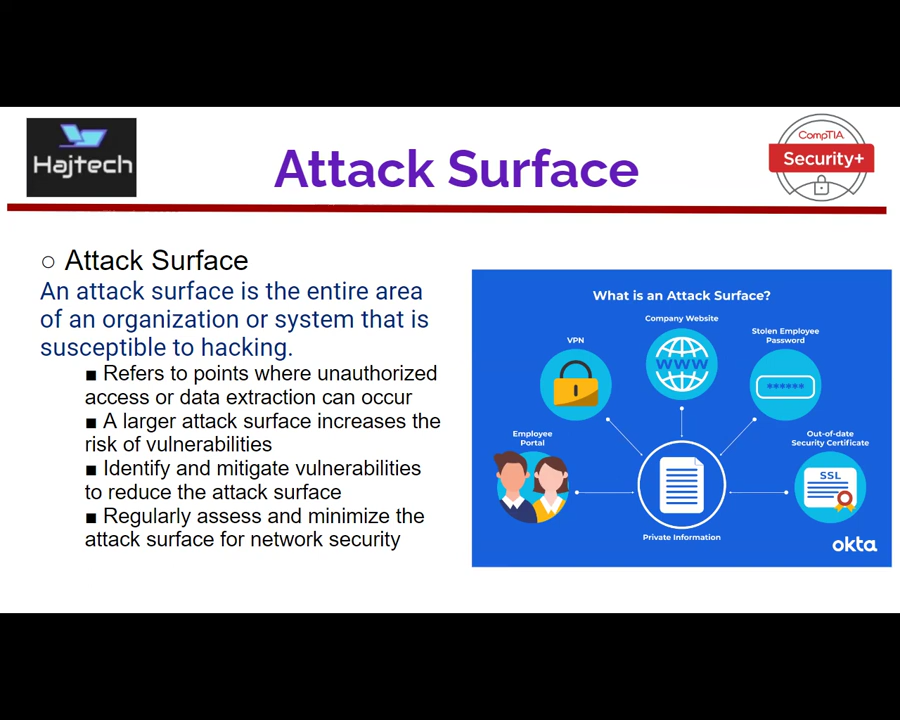 Hajtech
Attack Surface
CompTIA
Security+
○ Attack Surface
An attack surface is the entire area
of an organization or system that is
susceptible to hacking.
■ Refers to points where unauthorized
access or data extraction can occur
■ A larger attack surface increases the
risk of vulnerabilities
■ Identify and mitigate vulnerabilities
to reduce the attack surface
■ Regularly assess and minimize the
attack surface for network security
What is an Attack Surface?
Company Website
WWW
VPN
Stolen Employee
Password
******
Employee
Portal
Out-of-date
Security Certificate
SSL
Private Information
okta